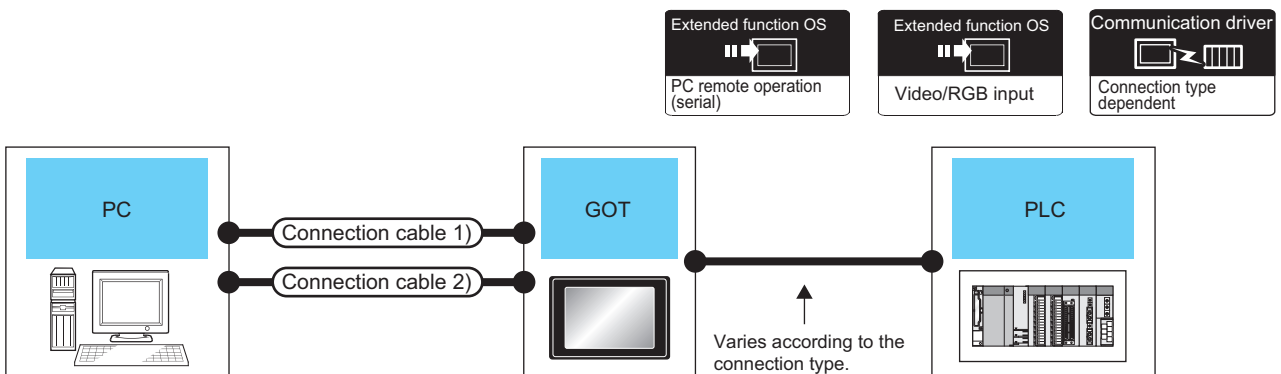 Extended function OS
PC remote operation
(serial)
Extended function OS
Video/RGB input
Communication driver
Connection type
dependent
PC
Connection cable 1)
Connection cable 2)
GOT
Varies according to the
connection type.
PLC